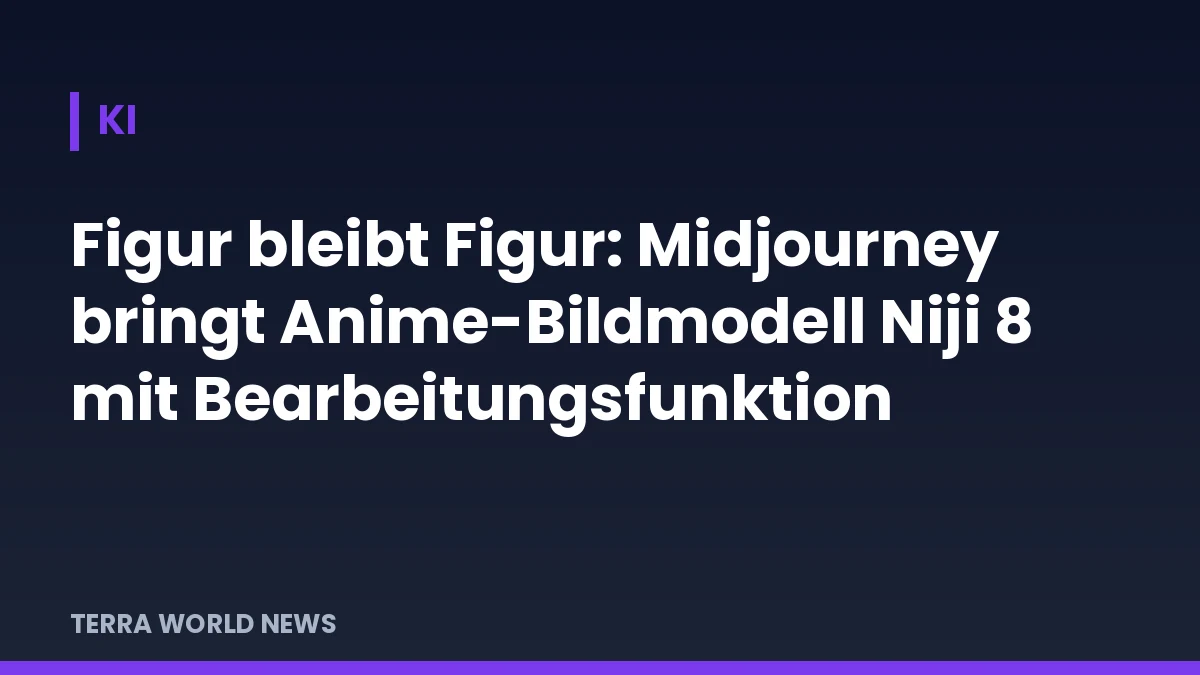 KI
Figur bleibt Figur: Midjourney
bringt Anime-Bildmodell Niji 8
mit Bearbeitungsfunktion
TERRA WORLD NEWS